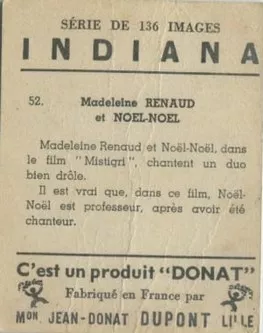 SÉRIE DE 136 IMAGES
INDIANA
52. Madeleine RENAUD
et NOEL-NOEL
Madeleine Renaud et Noël-Noël, dans
le film "Mistigri", chantent un duo
bien drôle.
Il est vrai que, dans ce film, Noël-
Noël est professeur, après avoir été
chanteur.
C'est un produit "DONAT"
Fabriqué en France par
Mon JEAN-DONAT DUPONT LILLE